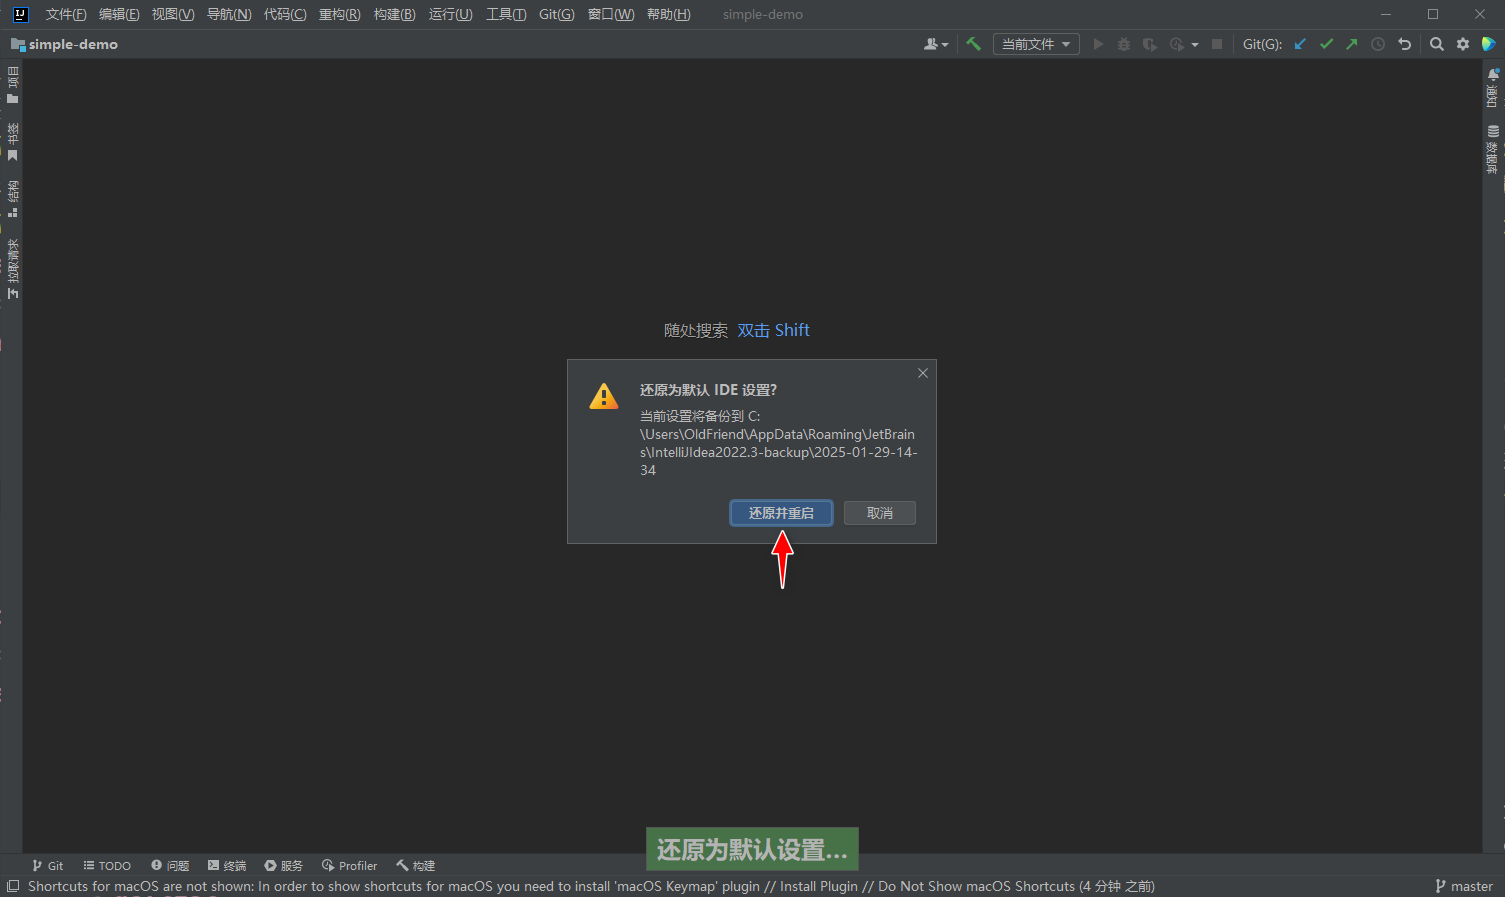 IJ 文件(F) 编辑(E) 视图(V) 导航(N) 代码(C) 重构(R) 构建(B) 运行(U) 工具(T) Git(G) 窗口(W) 帮助(H) simple-demo
simple-demo 当前文件 Git(G):
项目
书签
结构
拉取请求
通知
数据库
随处搜索 双击 Shift
还原为默认 IDE 设置?
当前设置将备份到 C:
\Users\OldFriend\AppData\Roaming\JetBrain
s\IntelliJIdea2022.3-backup\2025-01-29-14-
34
还原并重启 取消
还原为默认设置...
Git TODO 问题 终端 服务 Profiler 构建
Shortcuts for macOS are not shown: In order to show shortcuts for macOS you need to install 'macOS Keymap' plugin // Install Plugin // Do Not Show macOS Shortcuts (4 分钟 之前) master